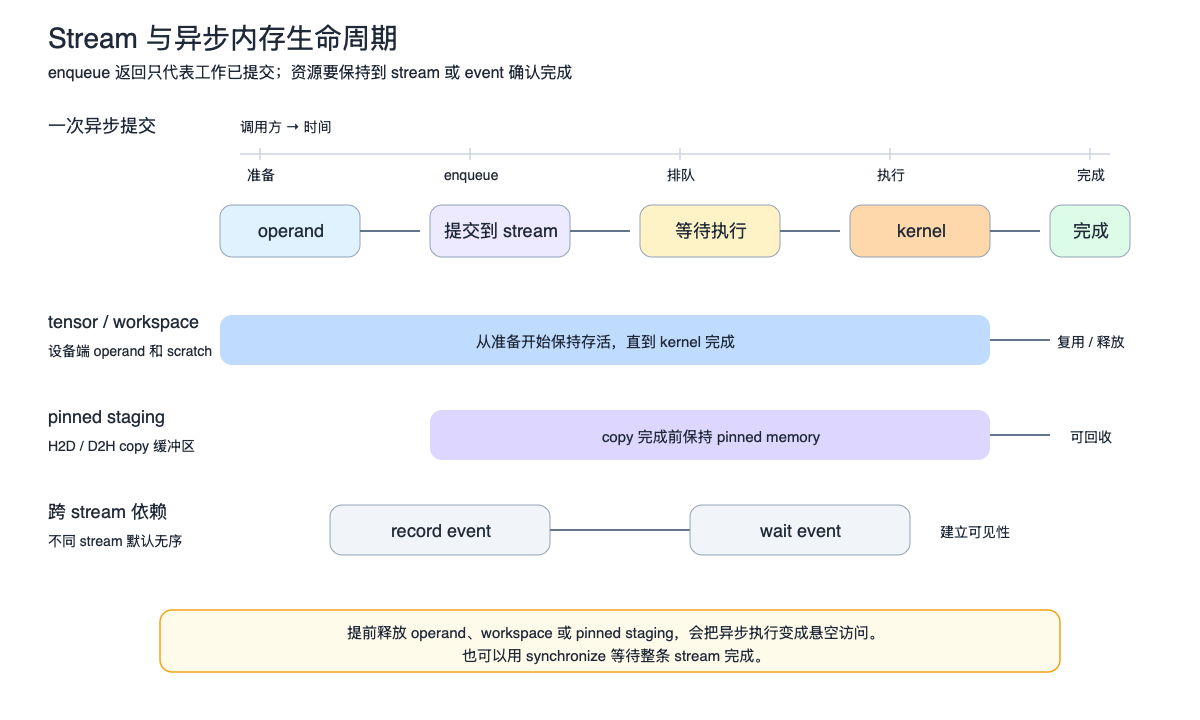 Stream 与异步内存生命周期
enqueue 返回只代表工作已提交；资源要保持到 stream 或 event 确认完成
一次异步提交
调用方 → 时间
准备
enqueue
排队
执行
完成
operand
提交到 stream
等待执行
kernel
完成
tensor / workspace
设备端 operand 和 scratch
从准备开始保持存活，直到 kernel 完成
复用 / 释放
pinned staging
H2D / D2H copy 缓冲区
copy 完成前保持 pinned memory
可回收
跨 stream 依赖
不同 stream 默认无序
record event
wait event
建立可见性
提前释放 operand、workspace 或 pinned staging，会把异步执行变成悬空访问。
也可以用 synchronize 等待整条 stream 完成。